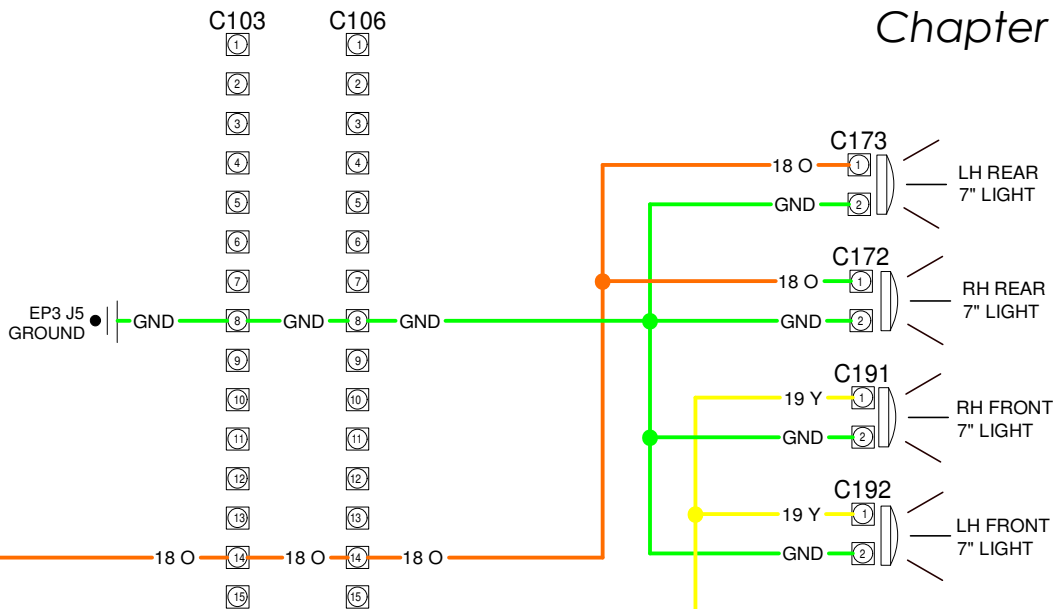 Chapter
C103
C106
1
1
2
2
3
3
4
4
5
5
6
6
7
7
EP3 J5
GROUND
GND
8
GND
8
GND
9
9
10
10
11
11
12
12
13
13
18 O
14
18 O
14
18 O
15
15
C173
18 O
1
GND
2
LH REAR
7" LIGHT
C172
18 O
1
GND
2
RH REAR
7" LIGHT
C191
19 Y
1
GND
2
RH FRONT
7" LIGHT
C192
19 Y
1
GND
2
LH FRONT
7" LIGHT